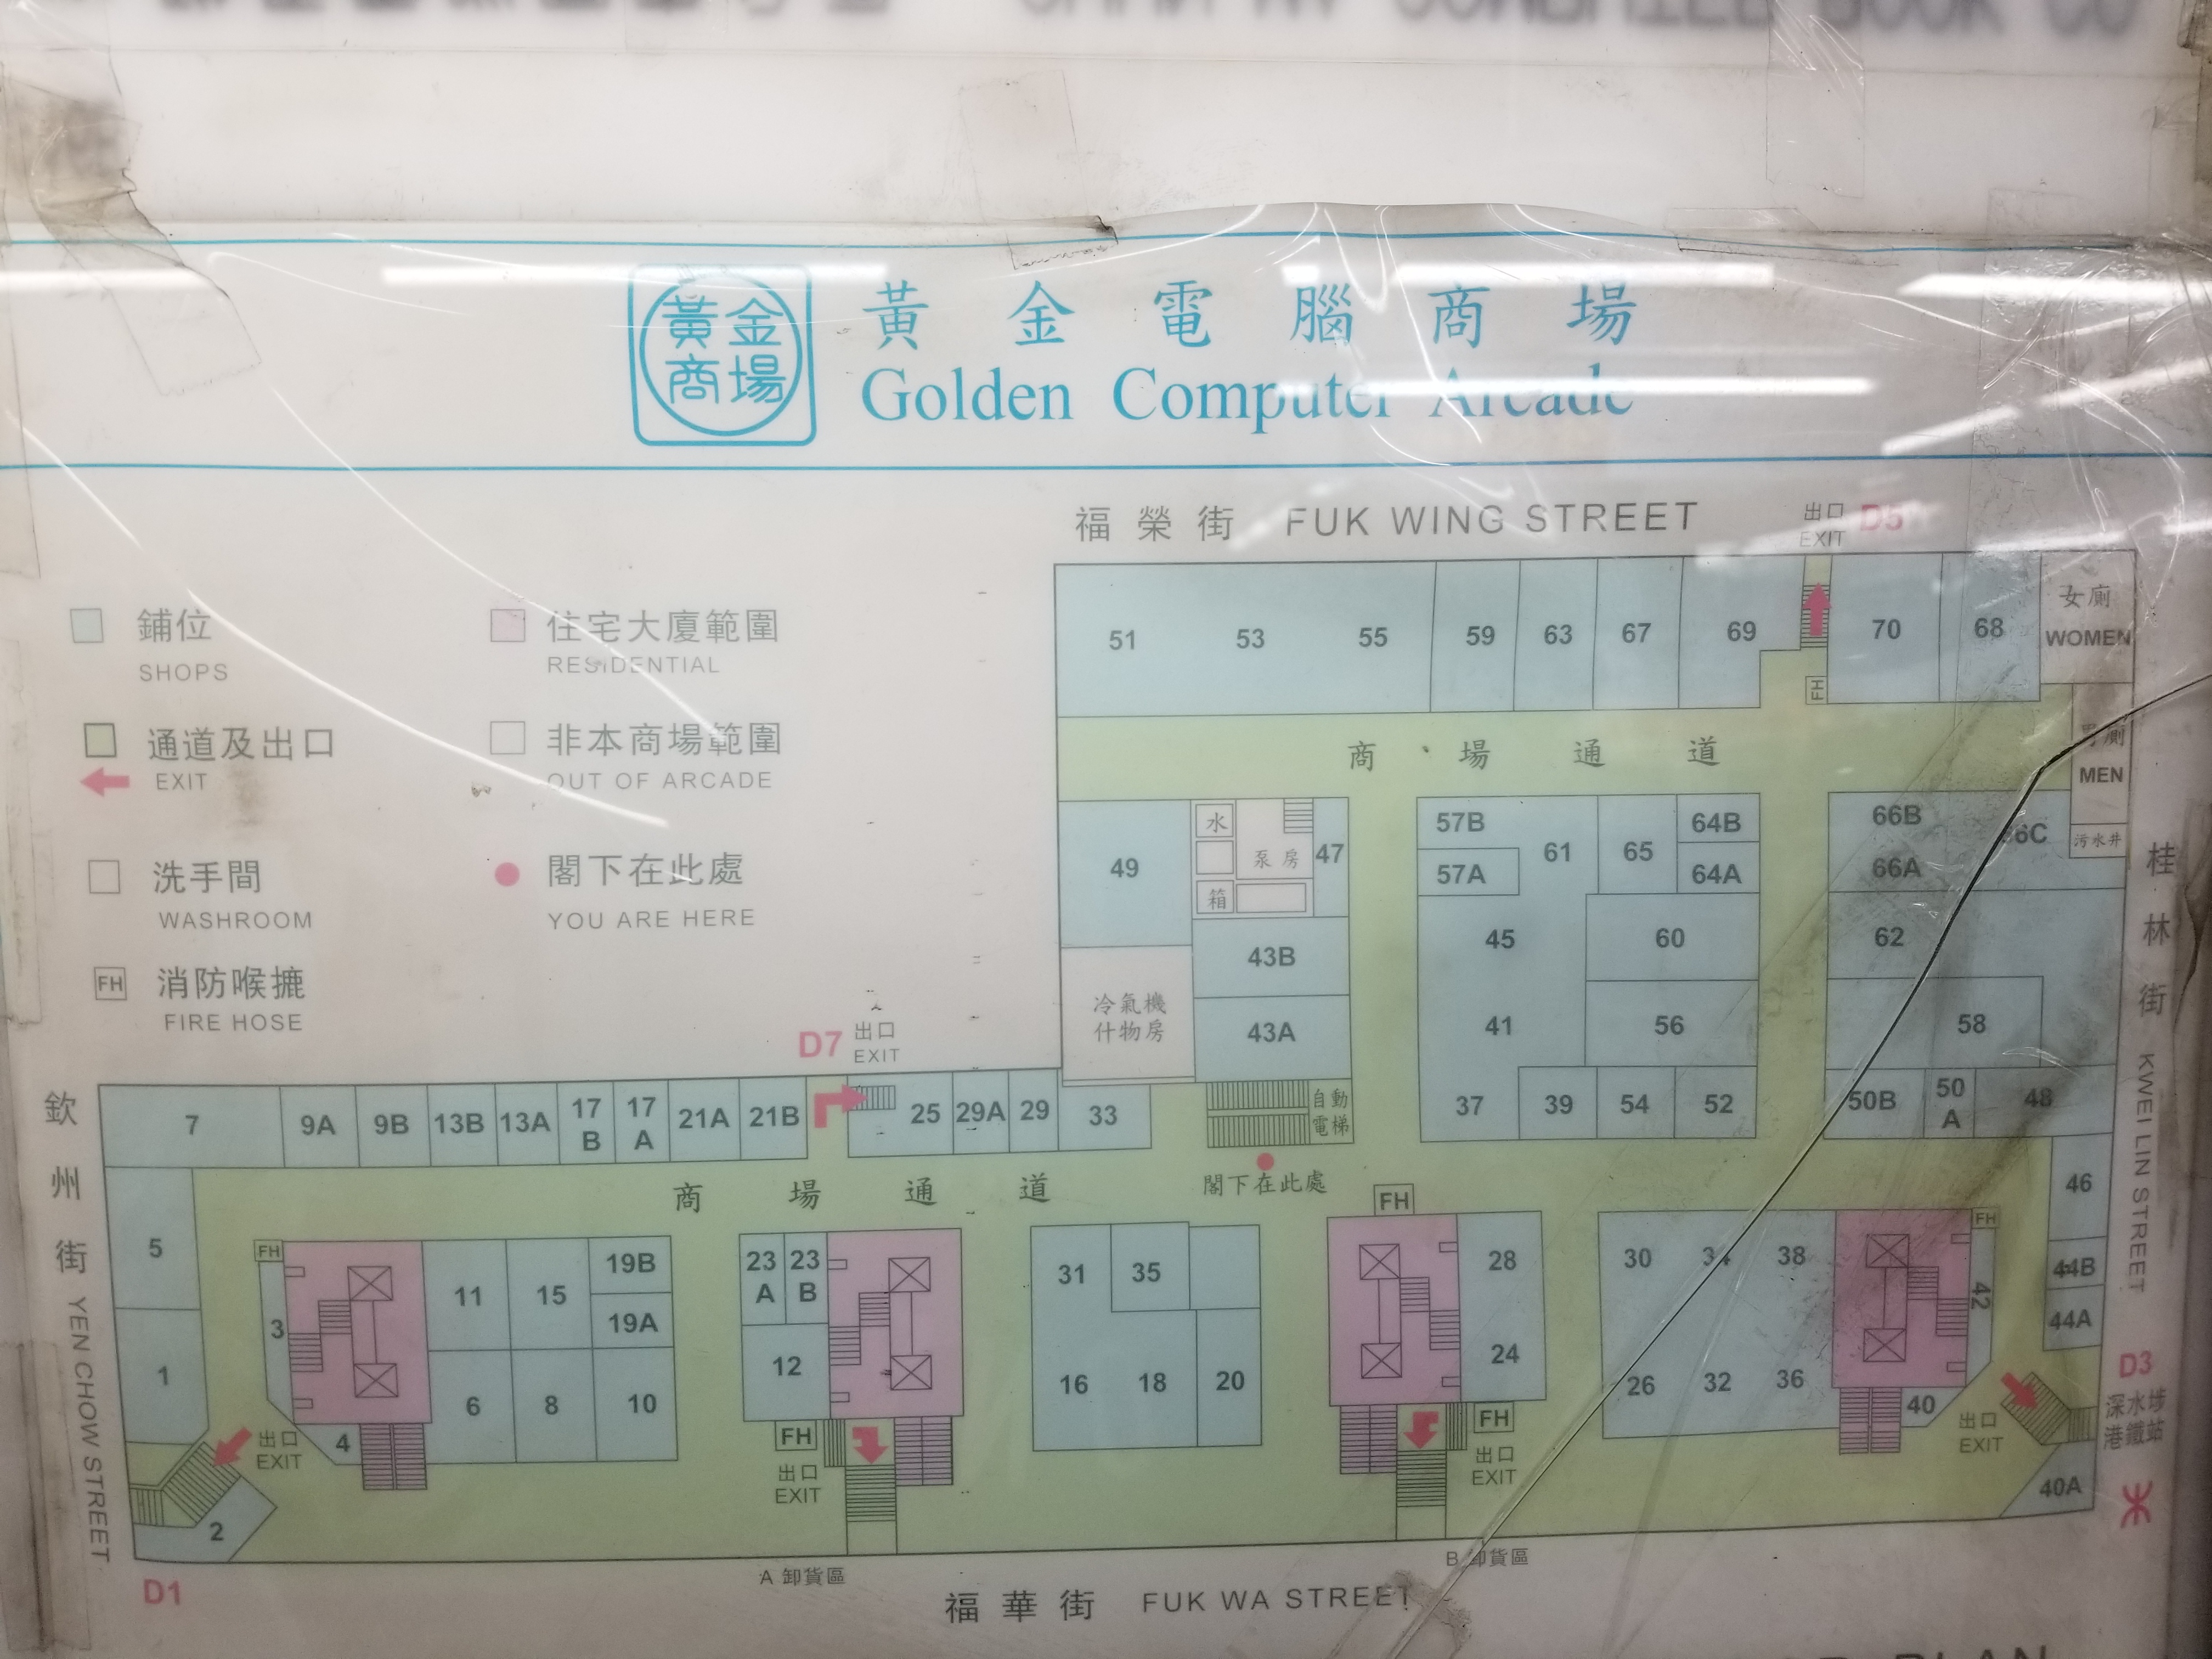 黃金
商場
黃金電腦商場
Golden Computer Arcade
福榮街 FUK WING STREET
出口
EXIT
D5
鋪位
SHOPS
住宅大廈範圍
RESIDENTIAL
通道及出口
EXIT
非本商場範圍
OUT OF ARCADE
洗手間
WASHROOM
閣下在此處
YOU ARE HERE
FH
消防喉轆
FIRE HOSE
51 53 55 59 63 67 69 70 68
女廁
WOMEN
FH
商場通道
男廁
MEN
污水井
49
水
箱
泵房
47
57B
57A
61
65
64B
64A
66B
66A
66C
43B
43A
45
60
62
41
56
58
冷氣機
什物房
D7
出口
EXIT
7 9A 9B 13B 13A
17
B
17
A
21A 21B 25 29A 29 33
自動
電梯
37 39 54 52 50B
50
A
48
商場通道
閣下在此處
FH
5
1
FH
3
11 15 19B
19A
6 8 10
4
23
A
23
B
12
31 35
16 18 20
28
24
30 34 38
26 32 36
FH
42
40
46
44B
44A
出口
EXIT
2
FH
出口
EXIT
FH
出口
EXIT
出口
EXIT
40A
D3
深水埗
港鐵站
欽州街 YEN CHOW STREET
桂林街 KWEI LIN STREET
D1
A 卸貨區
B 卸貨區
福華街 FUK WA STREET
PLAN